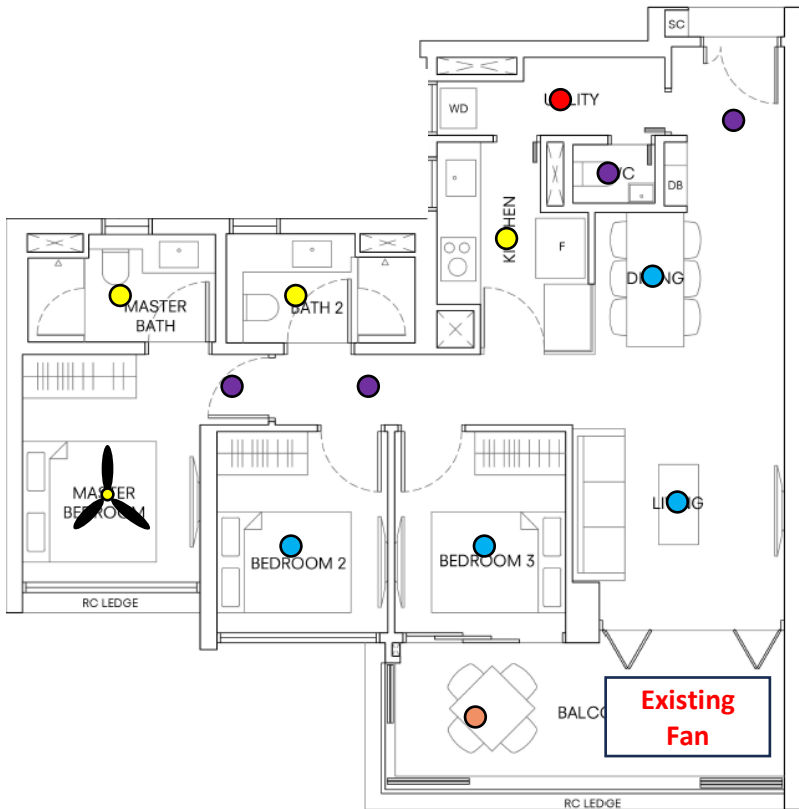 SC
UTILITY
WD
WC
DB
KITCHEN
F
DINING
MASTER
BATH
BATH 2
MASTER
BEDROOM
LIVING
BEDROOM 2
BEDROOM 3
RC LEDGE
BALCO
Existing
Fan
RC LEDGE